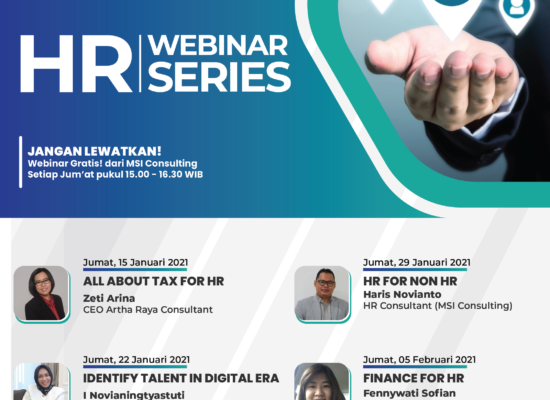 HR
WEBINAR
SERIES
JANGAN LEWATKAN!
Webinar Gratis! dari MSI Consulting
Setiap Jum'at pukul 15.00 - 16.30 WIB
Jumat, 15 Januari 2021
ALL ABOUT TAX FOR HR
Zeti Arina
CEO Artha Raya Consultant
Jumat, 29 Januari 2021
HR FOR NON HR
Haris Novianto
HR Consultant (MSI Consulting)
Jumat, 22 Januari 2021
IDENTIFY TALENT IN DIGITAL ERA
I Novianingtyastuti
Jumat, 05 Februari 2021
FINANCE FOR HR
Fennywati Sofian